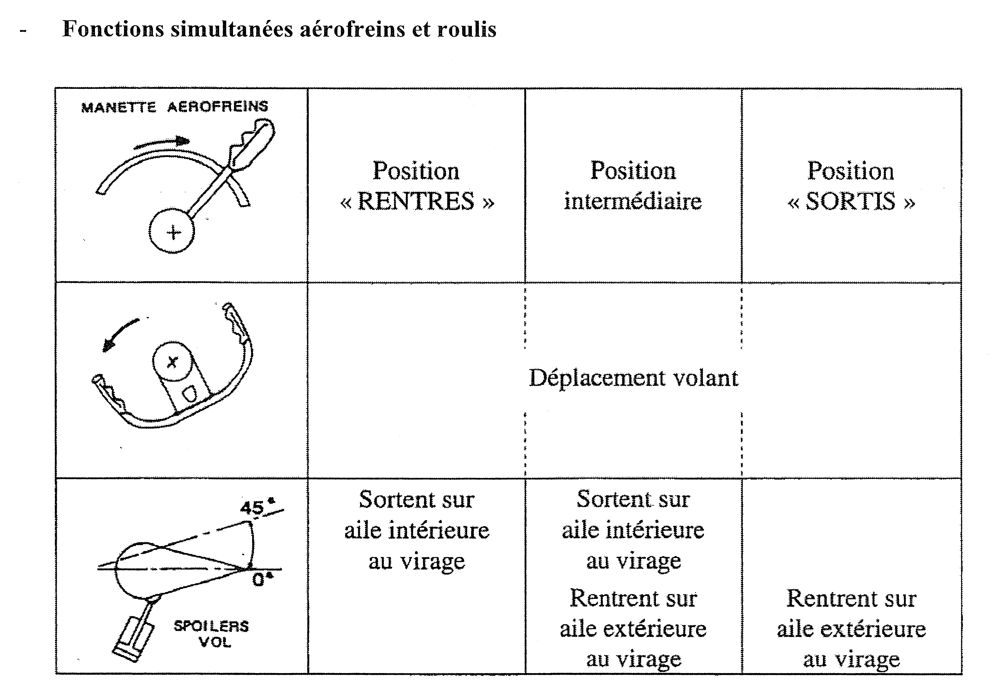 - Fonctions simultanées aérofreins et roulis
MANETTE AEROFREINS
Position
« RENTRES »
Position
intermédiaire
Position
« SORTIS »
Déplacement volant
45°
0°
SPOILERS
VOL
Sortent sur
aile intérieure
au virage
Sortent sur
aile intérieure
au virage
Rentrent sur
aile extérieure
au virage
Rentrent sur
aile extérieure
au virage